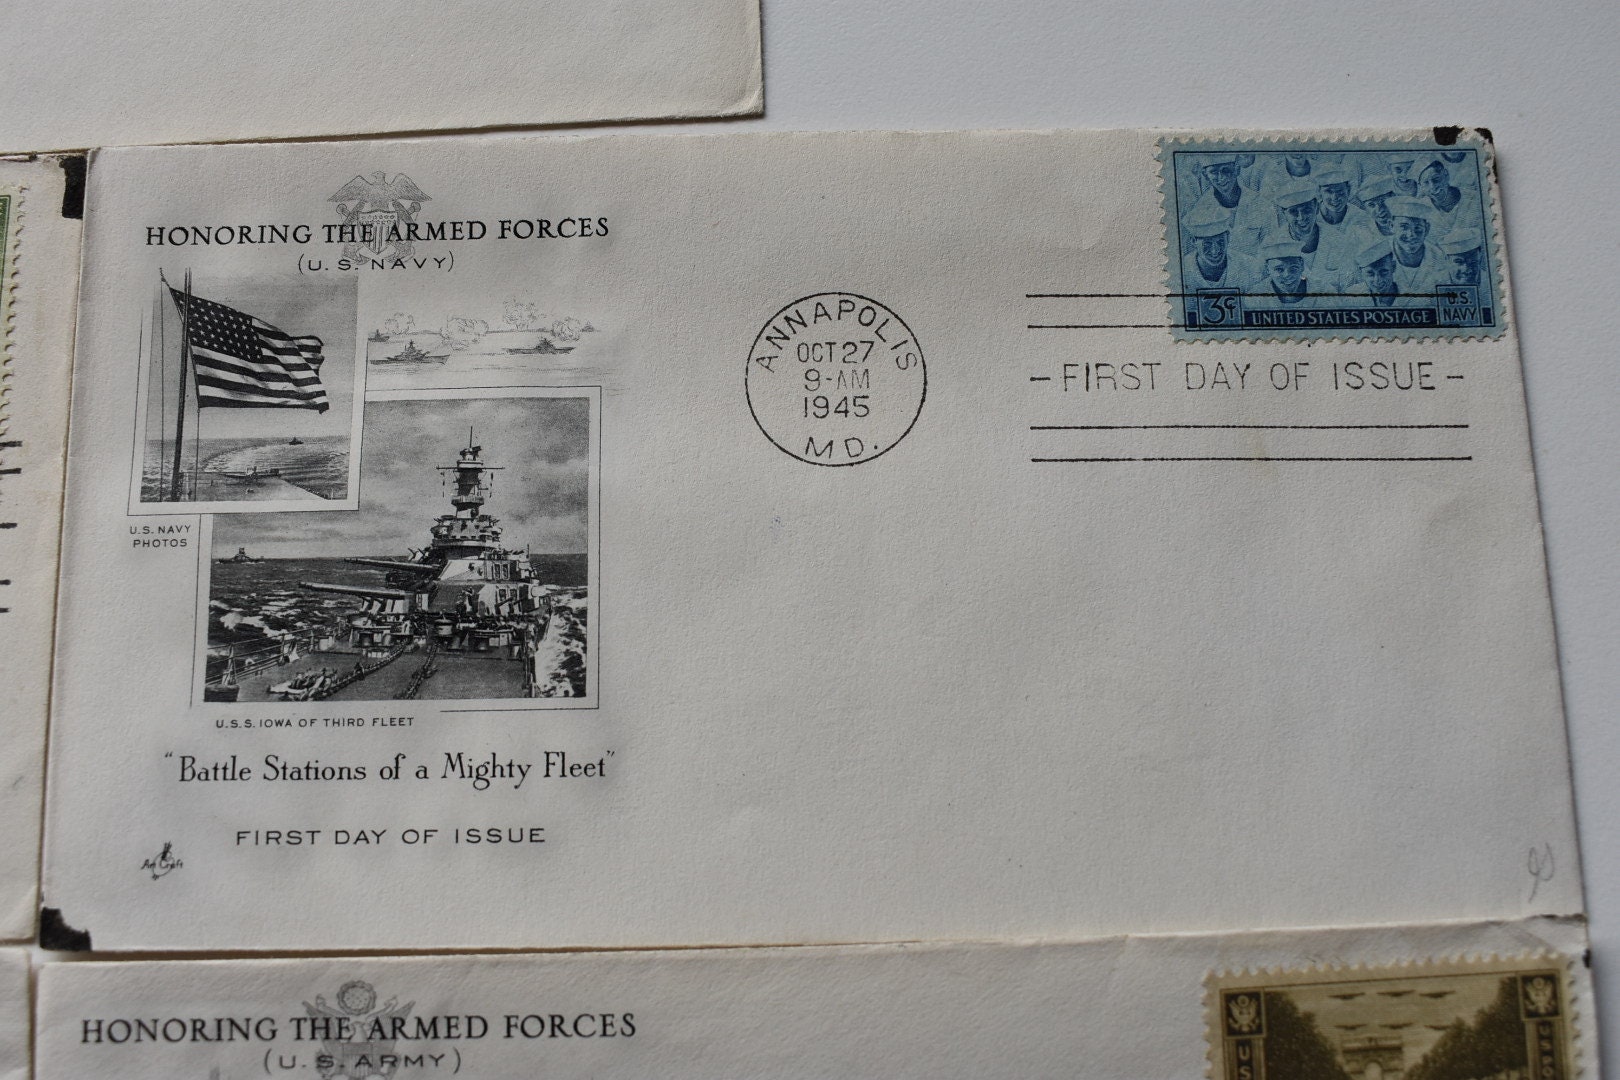 HONORING THE ARMED FORCES
(U.S. NAVY)
U.S. NAVY
PHOTOS
U.S.S. IOWA OF THIRD FLEET
"Battle Stations of a Mighty Fleet"
FIRST DAY OF ISSUE
Art Craft
ANNAPOLIS
OCT 27
9-AM
1945
MD.
3¢
UNITED STATES POSTAGE
U.S.
NAVY
- FIRST DAY OF ISSUE -
HONORING THE ARMED FORCES
(U.S. ARMY)